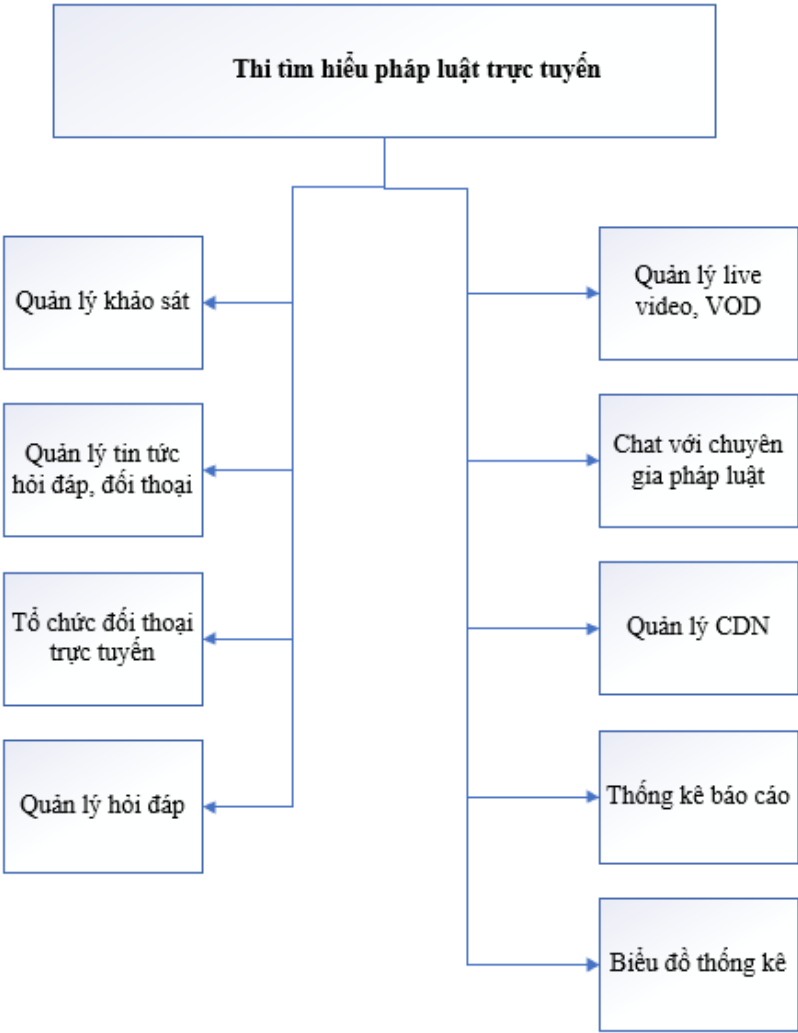 Thi tìm hiểu pháp luật trực tuyến
Quản lý khảo sát
Quản lý tin tức
hỏi đáp, đối thoại
Tổ chức đối thoại
trực tuyến
Quản lý hỏi đáp
Quản lý live
video, VOD
Chat với chuyên
gia pháp luật
Quản lý CDN
Thống kê báo cáo
Biểu đồ thống kê